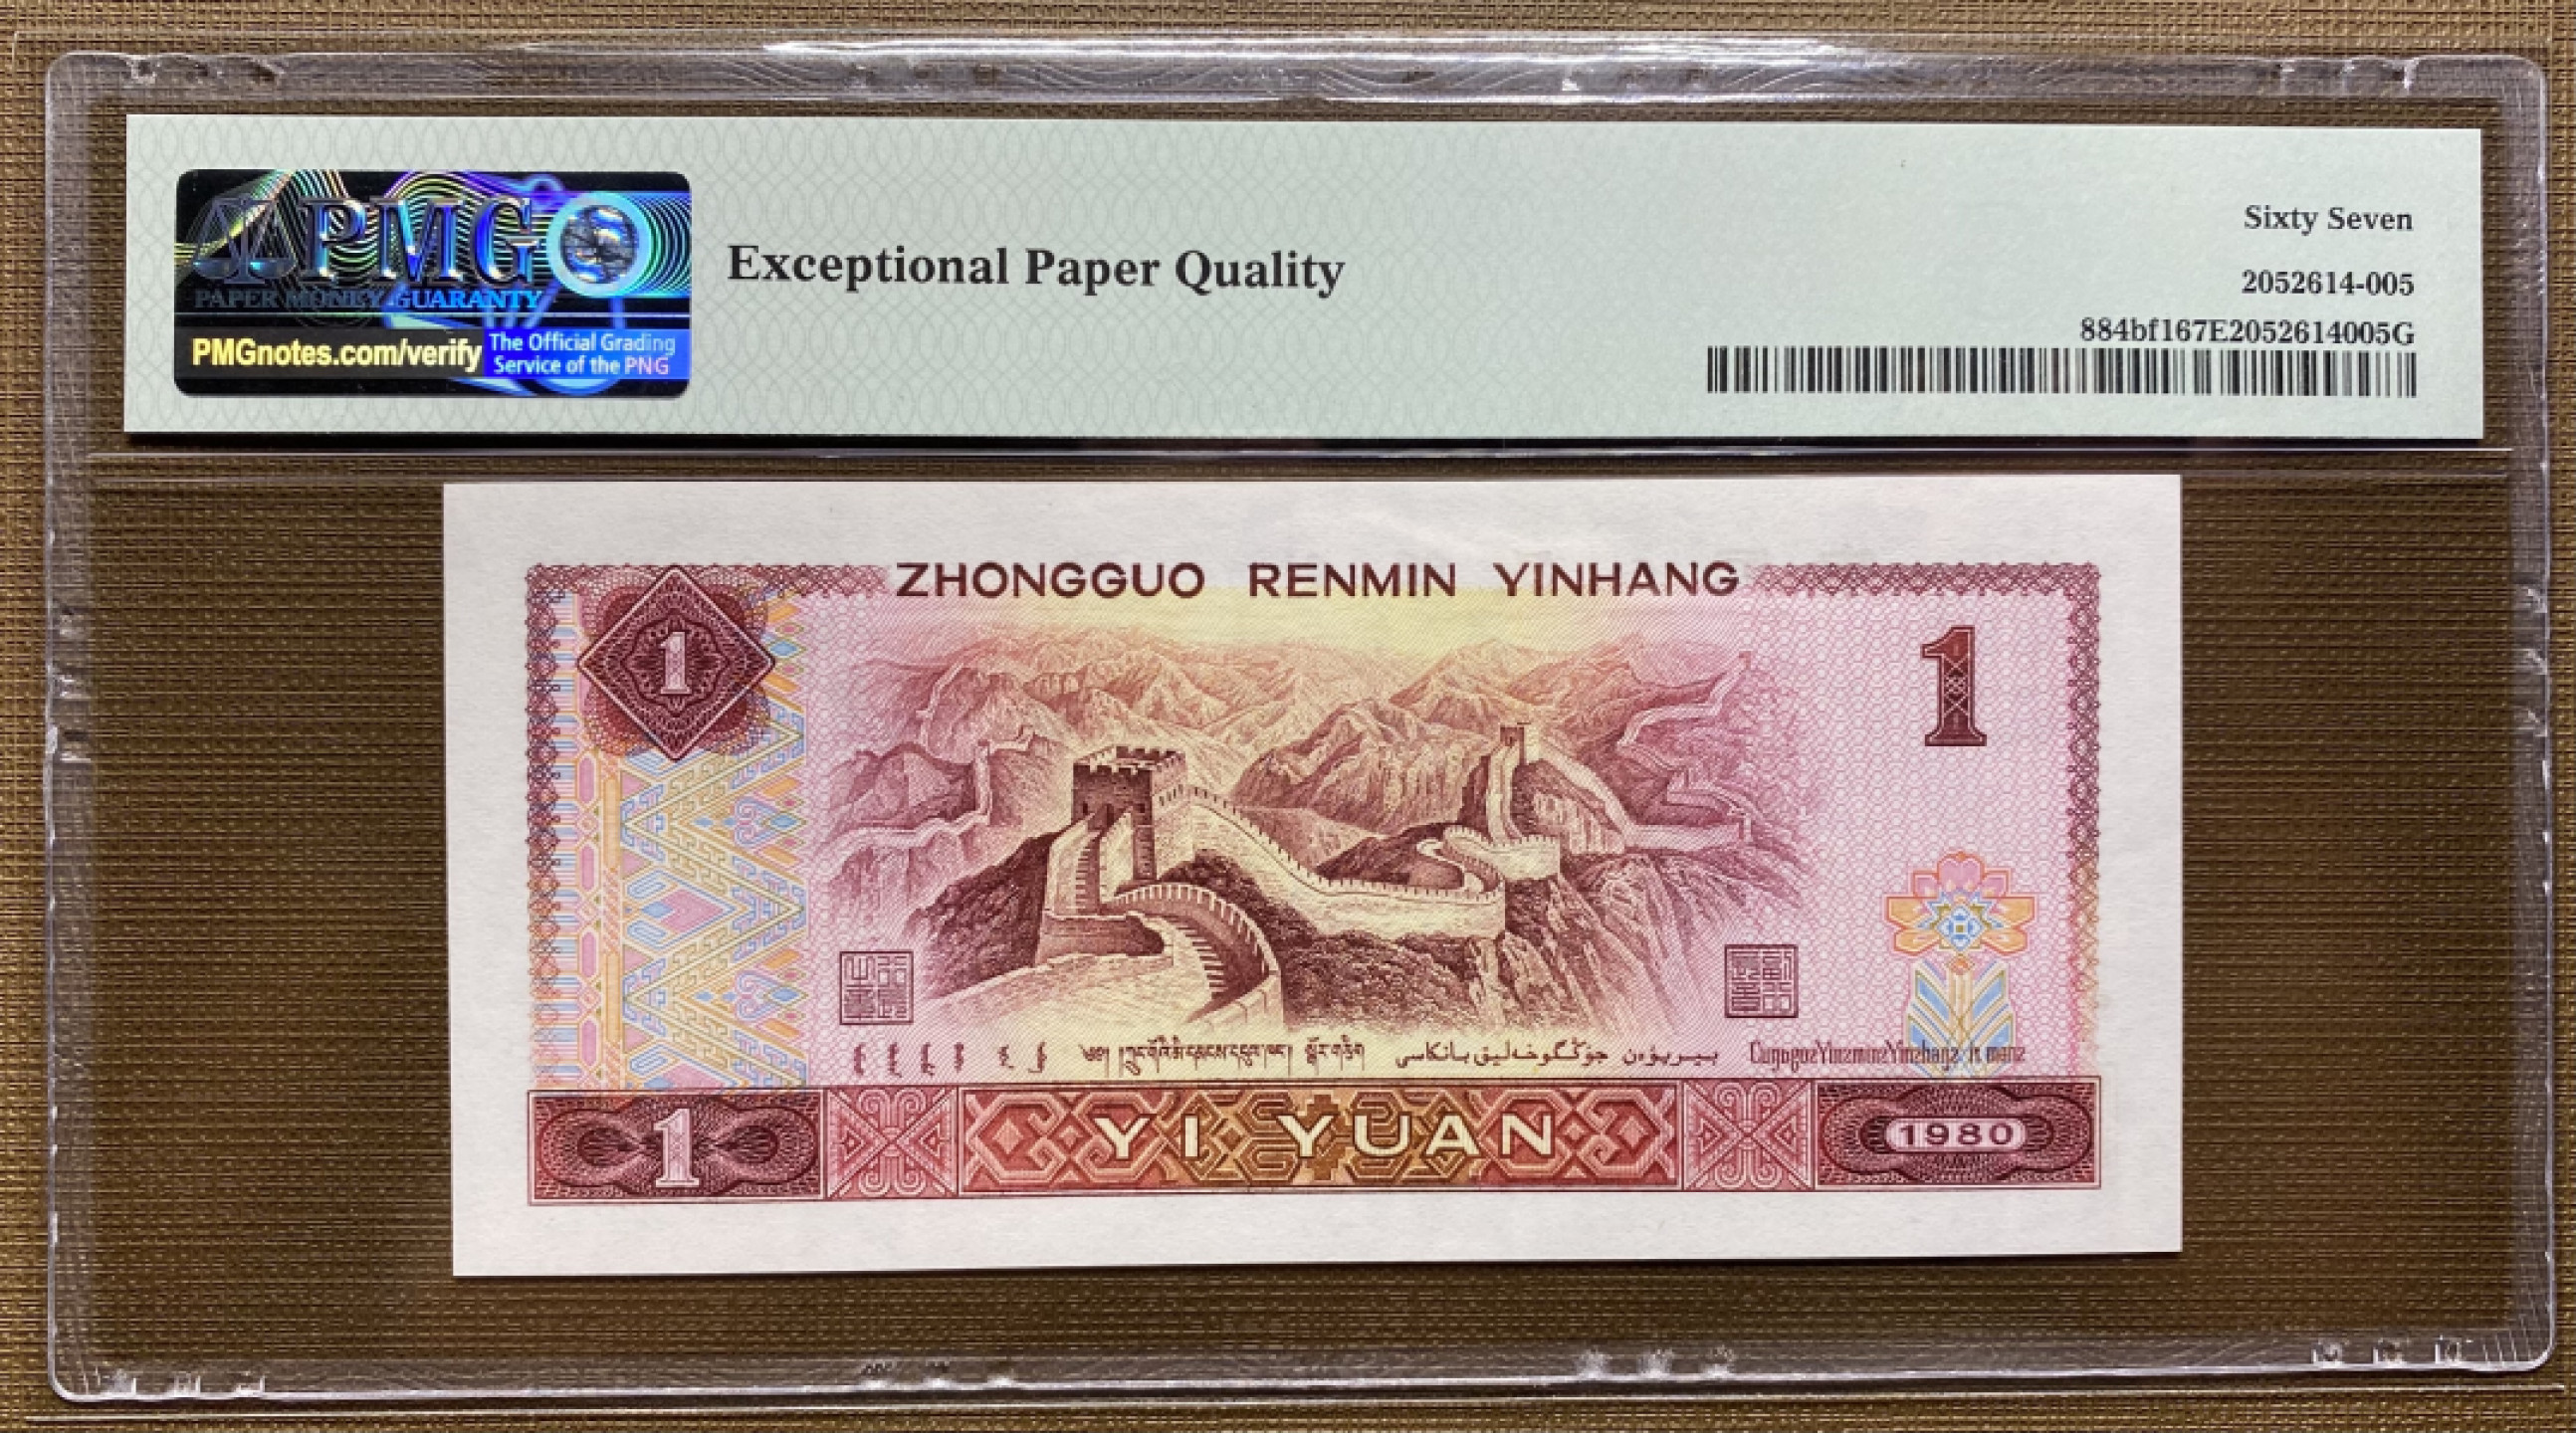 PMG
PAPER MONEY GUARANTY
PMGnotes.com/verify
The Official Grading
Service of the PNG
Exceptional Paper Quality
Sixty Seven
2052614-005
884bf167E2052614005G
ZHONGGUO RENMIN YINHANG
1
1
1
YI YUAN
1980